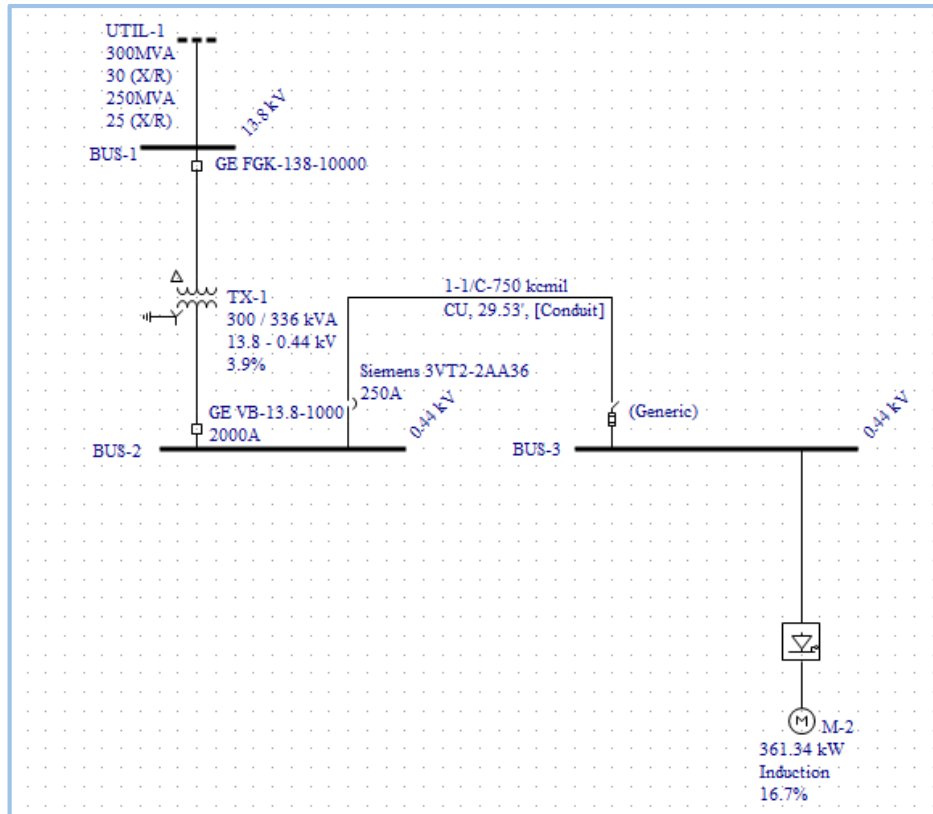 UTIL-1
300MVA
30 (X/R)
250MVA
25 (X/R)
13.8 kV
BUS-1
GE FGK-138-10000
TX-1
300 / 336 kVA
13.8 - 0.44 kV
3.9%
1-1/C-750 kcmil
CU, 29.53', [Conduit]
Siemens 3VT2-2AA36
250A
GE VB-13.8-1000
2000A
0.44 kV
BUS-2
(Generic)
0.44 kV
BUS-3
M
M-2
361.34 kW
Induction
16.7%